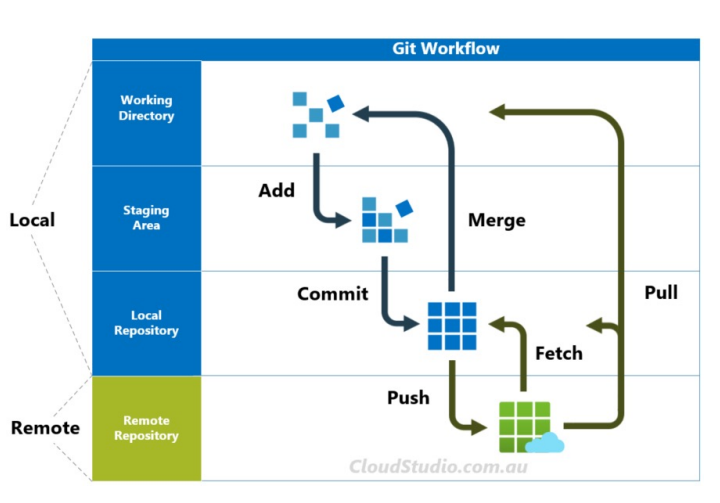 Git Workflow
Working
Directory
Add
Staging
Area
Local
Merge
Commit
Local
Repository
Pull
Fetch
Push
Remote
Remote
Repository
CloudStudio.com.au